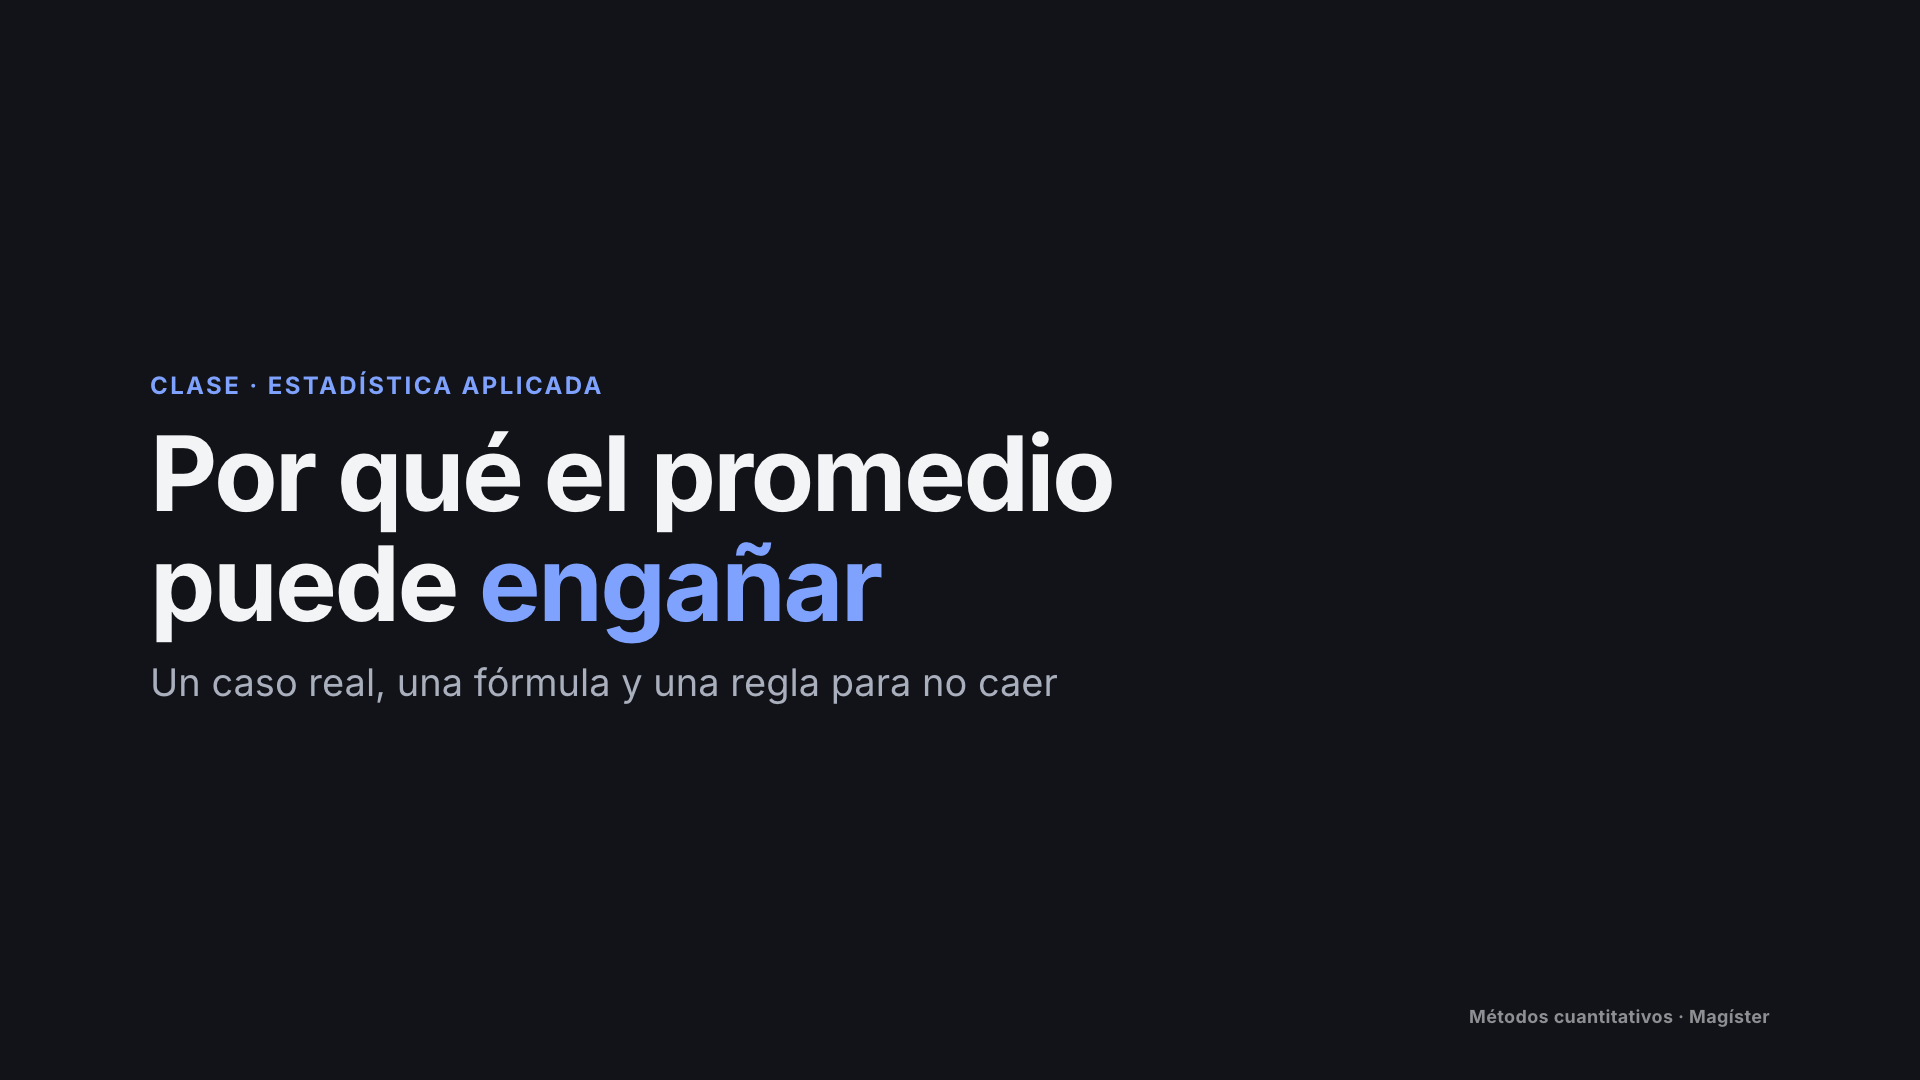 CLASE · ESTADÍSTICA APLICADA
Por qué el promedio
puede engañar
Un caso real, una fórmula y una regla para no caer
Métodos cuantitativos · Magíster